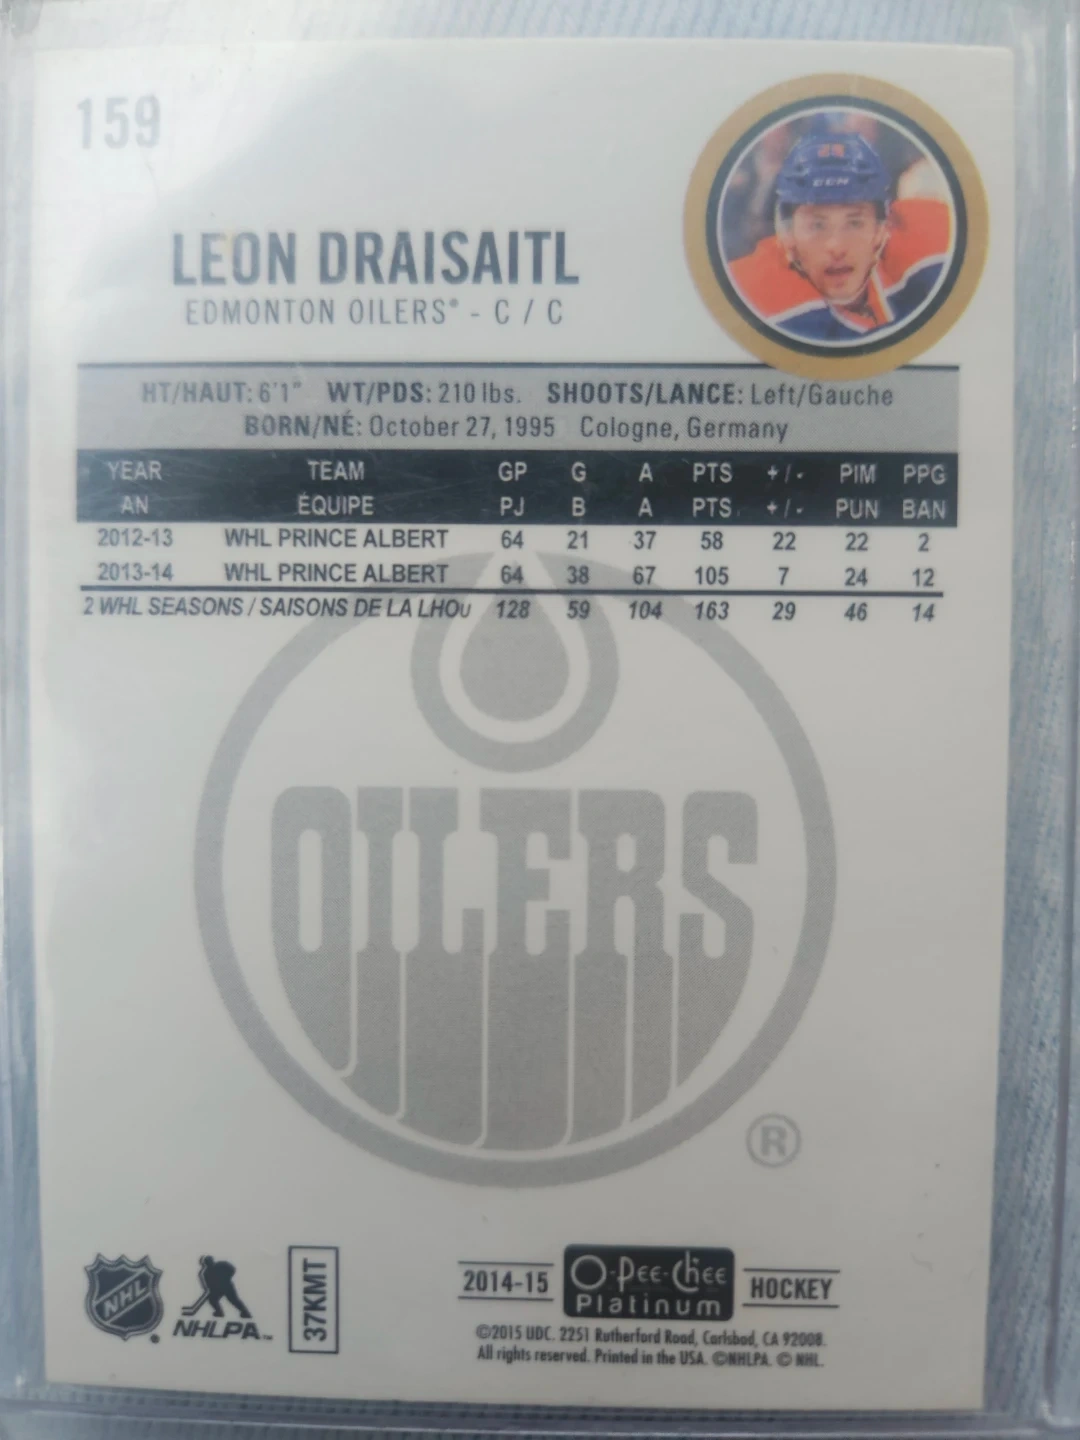 159
LEON DRAISAITL
EDMONTON OILERS® - C / C
HT/HAUT: 6'1" WT/PDS: 210 lbs. SHOOTS/LANCE: Left/Gauche
BORN/NÉ: October 27, 1995 Cologne, Germany
YEAR TEAM GP G A PTS +/- PIM PPG
AN ÉQUIPE PJ B A PTS +/- PUN BAN
2012-13 WHL PRINCE ALBERT 64 21 37 58 22 22 2
2013-14 WHL PRINCE ALBERT 64 38 67 105 7 24 12
2 WHL SEASONS / SAISONS DE LA LHOu 128 59 104 163 29 46 14
OILERS
®
NHL
NHLPA™
37KMT
2014-15 O-Pee-Chee Platinum HOCKEY
©2015 UDC. 2251 Rutherford Road, Carlsbad, CA 92008.
All rights reserved. Printed in the USA. ©NHLPA. © NHL.
CCM